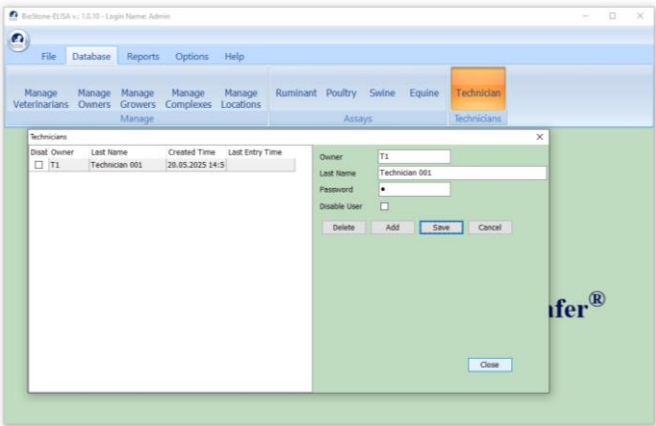 BioStone-ELISA v.: 1.0.10 - Login Name: Admin
File Database Reports Options Help
Manage Veterinarians
Manage Owners
Manage Growers
Manage Complexes
Manage Locations
Ruminant Poultry Swine Equine Technician
Manage Assays Technicians
Technicians
Disat Owner Last Name Created Time Last Entry Time
T1 Technician 001 20.05.2025 14:5
Owner T1
Last Name Technician 001
Password
Disable User
Delete Add Save Cancel
afer®
Close